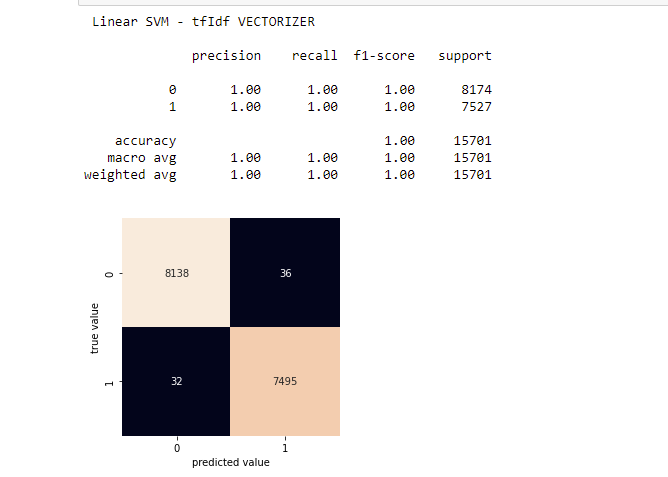 Linear SVM - tfIdf VECTORIZER
precision recall f1-score support
0 1.00 1.00 1.00 8174
1 1.00 1.00 1.00 7527
accuracy 1.00 15701
macro avg 1.00 1.00 1.00 15701
weighted avg 1.00 1.00 1.00 15701
0 8138 36
true value
1 32 7495
0 1
predicted value